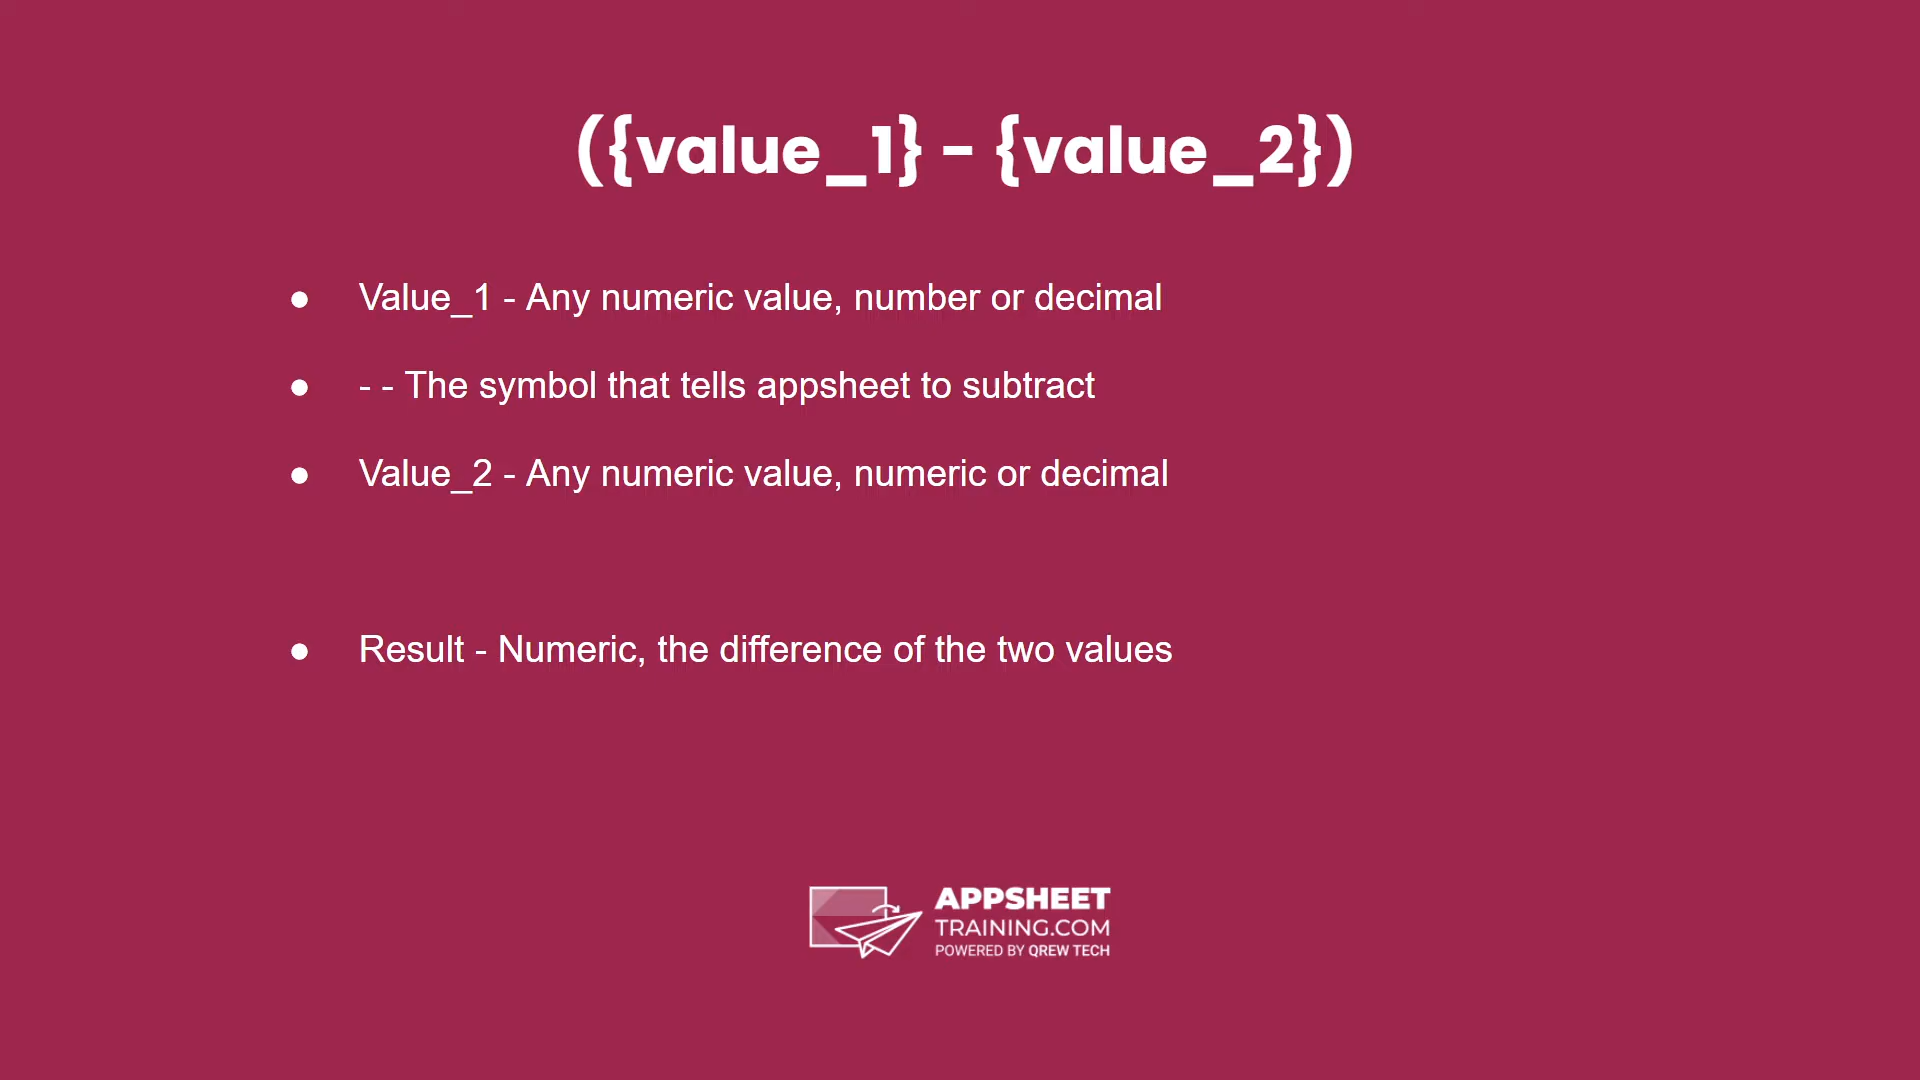 ({value_1} - {value_2})
● Value_1 - Any numeric value, number or decimal
● - - The symbol that tells appsheet to subtract
● Value_2 - Any numeric value, numeric or decimal
● Result - Numeric, the difference of the two values
APPSHEET
TRAINING.COM
POWERED BY QREW TECH